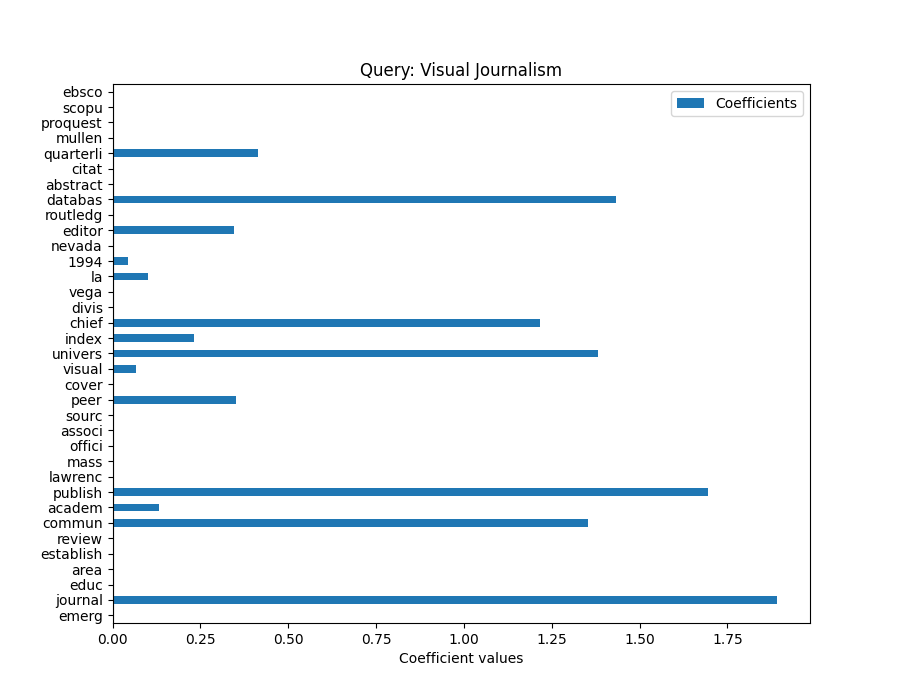 Query: Visual Journalism
Coefficients
ebsco
scopu
proquest
mullen
quarterli
citat
abstract
databas
routledg
editor
nevada
1994
la
vega
divis
chief
index
univers
visual
cover
peer
sourc
associ
offici
mass
lawrenc
publish
academ
commun
review
establish
area
educ
journal
emerg
0.00 0.25 0.50 0.75 1.00 1.25 1.50 1.75
Coefficient values